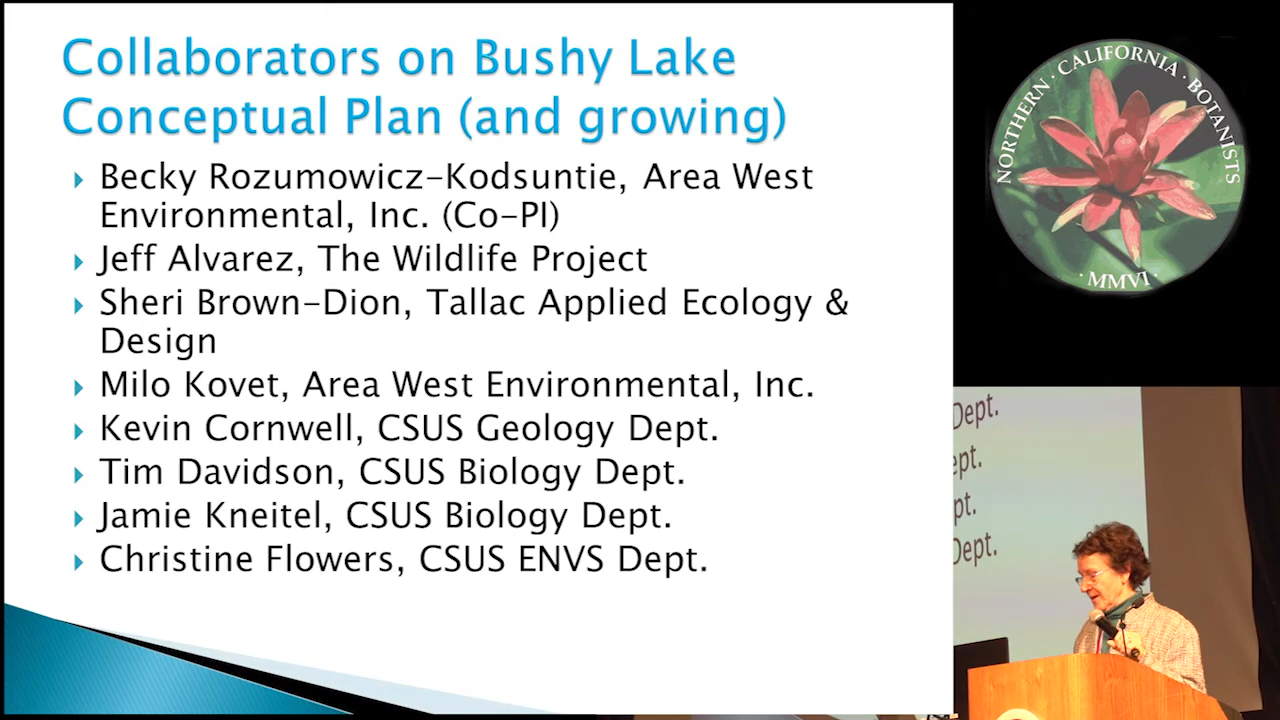 Collaborators on Bushy Lake
Conceptual Plan (and growing)
Becky Rozumowicz-Kodsuntie, Area West
Environmental, Inc. (Co-PI)
Jeff Alvarez, The Wildlife Project
Sheri Brown-Dion, Tallac Applied Ecology &
Design
Milo Kovet, Area West Environmental, Inc.
Kevin Cornwell, CSUS Geology Dept.
Tim Davidson, CSUS Biology Dept.
Jamie Kneitel, CSUS Biology Dept.
Christine Flowers, CSUS ENVS Dept.
NORTHERN · CALIFORNIA · BOTANISTS
· MMVI ·
Dept.
ept.
pt.
Dept.